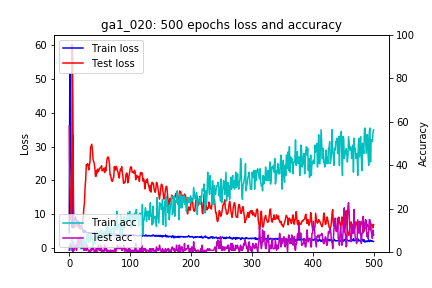 ga1_020: 500 epochs loss and accuracy
Train loss
Test loss
Train acc
Test acc
Loss
Accuracy
60
50
40
30
20
10
0
100
80
60
40
20
0
0 100 200 300 400 500